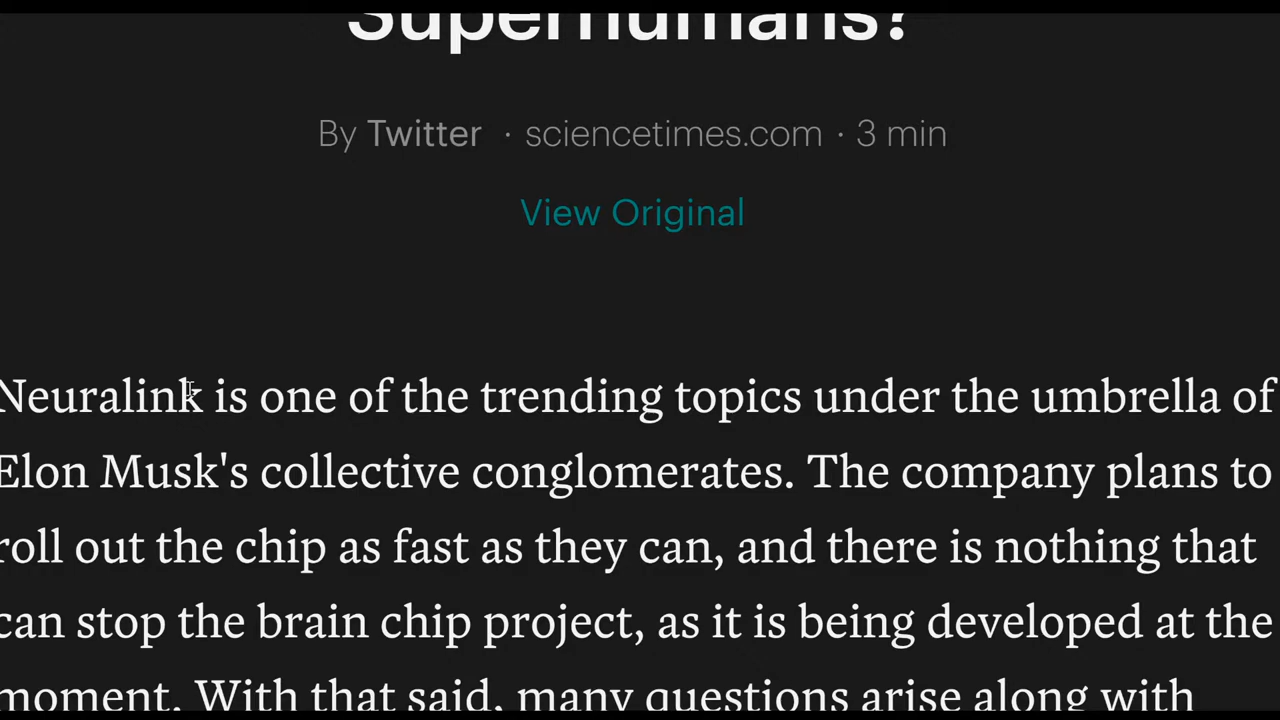 Superhumans?
By Twitter · sciencetimes.com · 3 min
View Original
Neuralink is one of the trending topics under the umbrella of
Elon Musk's collective conglomerates. The company plans to
roll out the chip as fast as they can, and there is nothing that
can stop the brain chip project, as it is being developed at the
moment. With that said, many questions arise along with